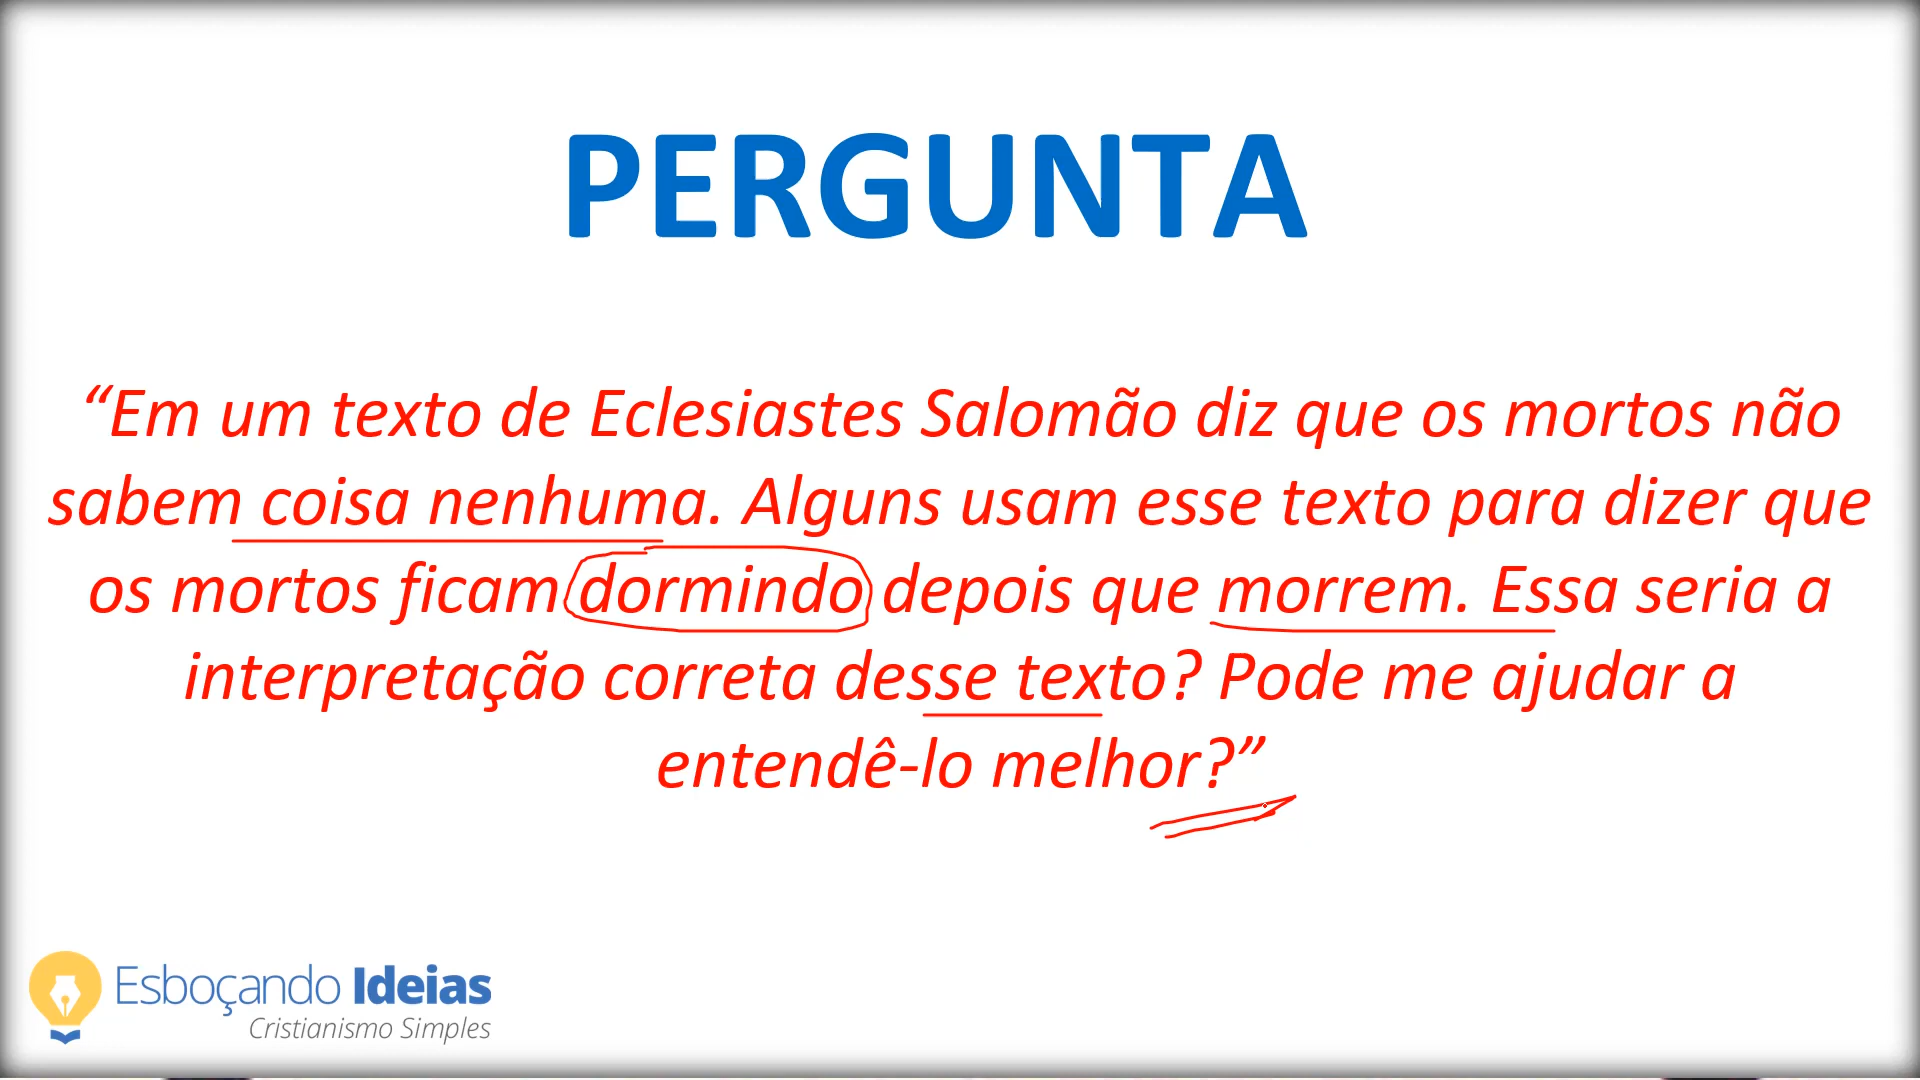 PERGUNTA
“Em um texto de Eclesiastes Salomão diz que os mortos não
sabem coisa nenhuma. Alguns usam esse texto para dizer que
os mortos ficam dormindo depois que morrem. Essa seria a
interpretação correta desse texto? Pode me ajudar a
entendê-lo melhor?”
Esboçando Ideias
Cristianismo Simples